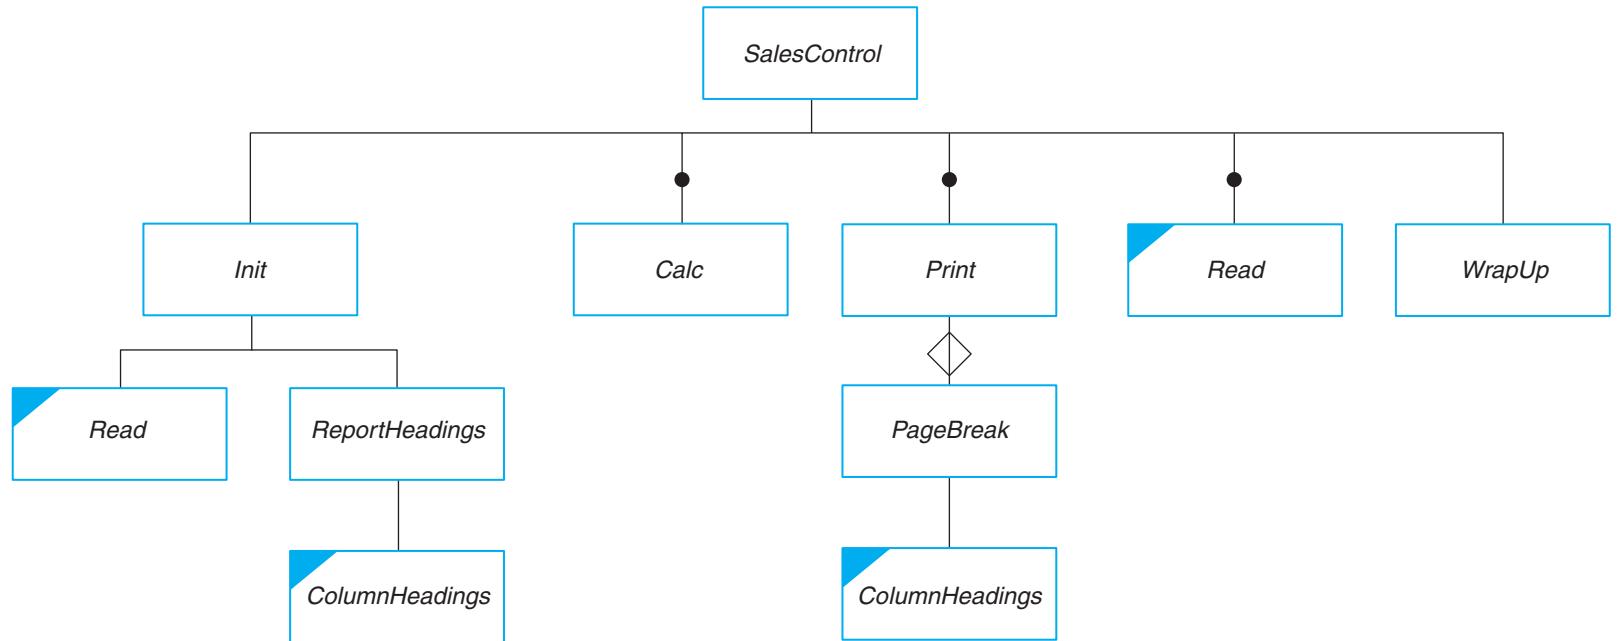 SalesControl
Init
Calc
Print
Read
WrapUp
Read
ReportHeadings
PageBreak
ColumnHeadings
ColumnHeadings